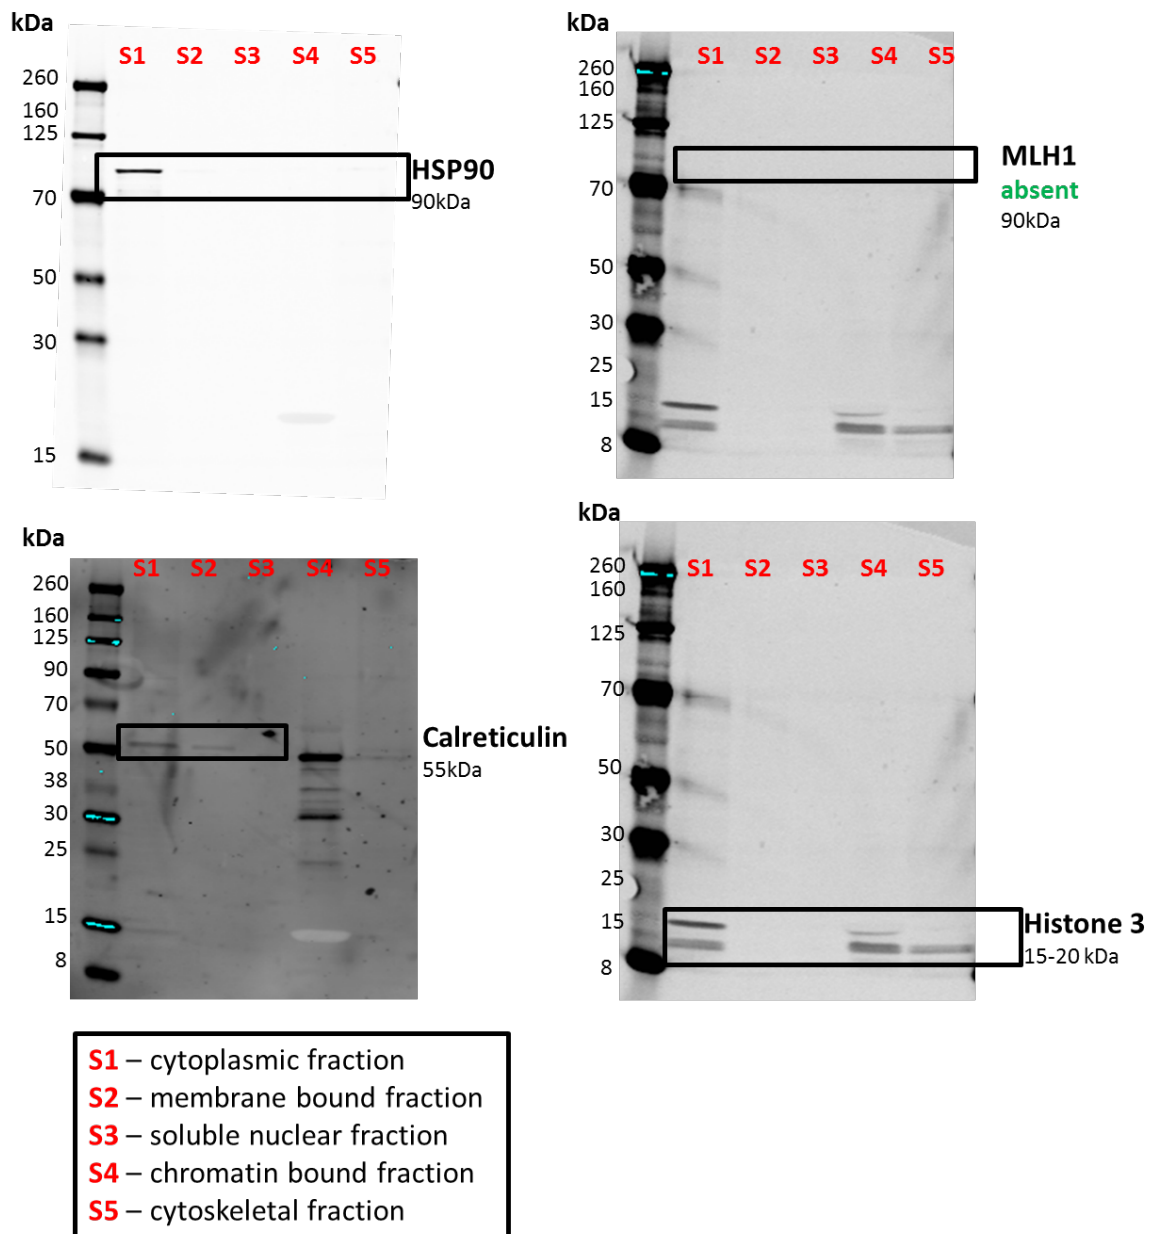 kDa
S1 S2 S3 S4 S5
260
160
125
70
50
30
15
HSP90
90kDa
kDa
S1 S2 S3 S4 S5
260
160
125
70
50
30
25
15
8
MLH1
absent
90kDa
kDa
S1 S2 S3 S4 S5
260
160
125
90
70
50
38
30
25
15
8
Calreticulin
55kDa
kDa
S1 S2 S3 S4 S5
260
160
125
70
50
30
25
15
8
Histone 3
15-20 kDa
S1 – cytoplasmic fraction
S2 – membrane bound fraction
S3 – soluble nuclear fraction
S4 – chromatin bound fraction
S5 – cytoskeletal fraction